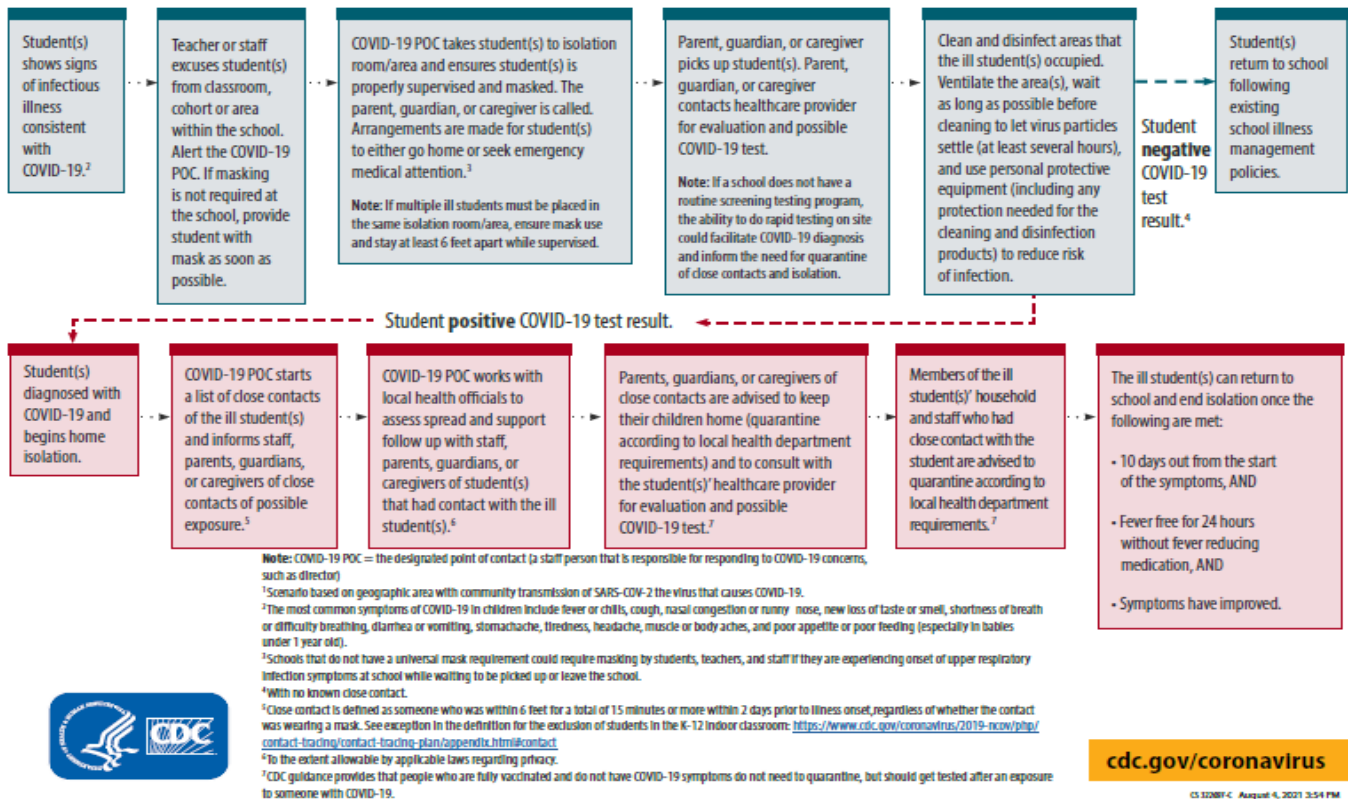 Student(s)
shows signs
of infectious
illness
consistent
with
COVID-19.2
Teacher or staff
excuses student(s)
from classroom,
cohort or area
within the school.
Alert the COVID-19
POC. If masking
is not required at
the school, provide
student with
mask as soon as
possible.
COVID-19 POC takes student(s) to isolation
room/area and ensures student(s) is
properly supervised and masked. The
parent, guardian, or caregiver is called.
Arrangements are made for student(s)
to either go home or seek emergency
medical attention.3
Note: If multiple ill students must be placed in
the same isolation room/area, ensure mask use
and stay at least 6 feet apart while supervised.
Parent, guardian, or caregiver
picks up student(s). Parent,
guardian, or caregiver
contacts healthcare provider
for evaluation and possible
COVID-19 test.
Note: If a school does not have a
routine screening testing program,
the ability to do rapid testing on site
could facilitate COVID-19 diagnosis
and inform the need for quarantine
of close contacts and isolation.
Clean and disinfect areas that
the ill student(s) occupied.
Ventilate the area(s), wait
as long as possible before
cleaning to let virus particles
settle (at least several hours),
and use personal protective
equipment (including any
protection needed for the
cleaning and disinfection
products) to reduce risk
of infection.
Student
negative
COVID-19
test
result.4
Student(s)
return to school
following
existing
school illness
management
policies.
Student positive COVID-19 test result.
Student(s)
diagnosed with
COVID-19 and
begins home
isolation.
COVID-19 POC starts
a list of close contacts
of the ill student(s)
and informs staff,
parents, guardians,
or caregivers of close
contacts of possible
exposure.5
COVID-19 POC works with
local health officials to
assess spread and support
follow up with staff,
parents, guardians, or
caregivers of student(s)
that had contact with the ill
student(s).6
Parents, guardians, or caregivers of
close contacts are advised to keep
their children home (quarantine
according to local health department
requirements) and to consult with
the student(s)' healthcare provider
for evaluation and possible
COVID-19 test.7
Members of the ill
student(s)' household
and staff who had
close contact with the
student are advised to
quarantine according to
local health department
requirements.7
The ill student(s) can return to
school and end isolation once the
following are met:
• 10 days out from the start
of the symptoms, AND
• Fever free for 24 hours
without fever reducing
medication, AND
• Symptoms have improved.
Note: COVID-19 POC = the designated point of contact (a staff person that is responsible for responding to COVID-19 concerns,
such as director)
1Scenario based on geographic area with community transmission of SARS-COV-2 the virus that causes COVID-19.
2The most common symptoms of COVID-19 in children include fever or chills, cough, nasal congestion or runny nose, new loss of taste or smell, shortness of breath
or difficulty breathing, diarrhea or vomiting, stomachache, tiredness, headache, muscle or body aches, and poor appetite or poor feeding (especially in babies
under 1 year old).
3Schools that do not have a universal mask requirement could require masking by students, teachers, and staff if they are experiencing onset of upper respiratory
infection symptoms at school while waiting to be picked up or leave the school.
4With no known close contact.
5Close contact is defined as someone who was within 6 feet for a total of 15 minutes or more within 2 days prior to illness onset,regardless of whether the contact
was wearing a mask. See exception in the definition for the exclusion of students in the K-12 indoor classroom: https://www.cdc.gov/coronavirus/2019-ncov/php/
contact-tracing/contact-tracing-plan/appendix.html#contact
6To the extent allowable by applicable laws regarding privacy.
7CDC guidance provides that people who are fully vaccinated and do not have COVID-19 symptoms do not need to quarantine, but should get tested after an exposure
to someone with COVID-19.
CDC
cdc.gov/coronavirus
August 4, 2021 3:54 PM